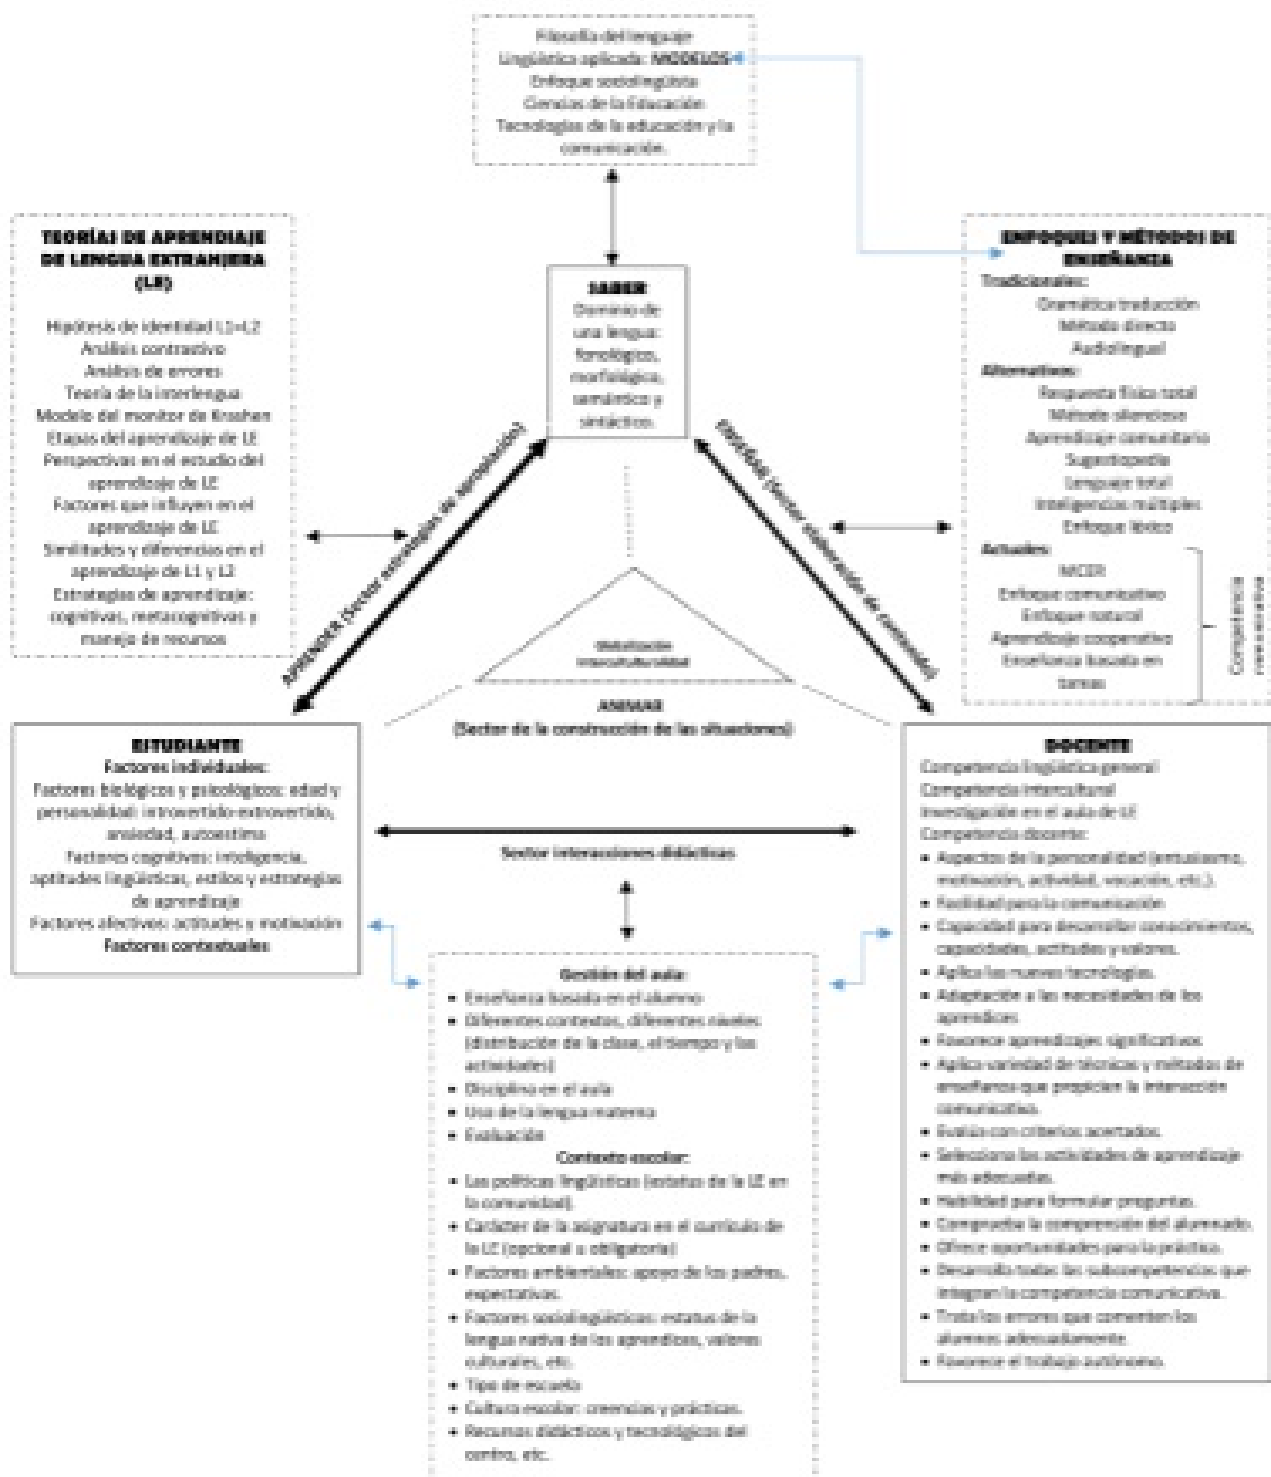 Filosofía del lenguaje
Lingüística aplicada: MODELOS
Enfoque sociolingüista
Ciencias de la Educación
Tecnologías de la educación y la
comunicación.
TEORÍAS DE APRENDIAJE
DE LENGUA EXTRANJERA
(LE)
Hipótesis de identidad L1=L2
Análisis contrastivo
Análisis de errores
Teoría de la interlengua
Modelo del monitor de Krashen
Etapas del aprendizaje de LE
Perspectivas en el estudio del
aprendizaje de LE
Factores que influyen en el
aprendizaje de LE
Similitudes y diferencias en el
aprendizaje de L1 y L2
Estrategias de aprendizaje:
cognitivas, metacognitivas y
manejo de recursos
SABER
Dominio de
una lengua:
fonológico,
morfológico,
semántico y
sintáctico.
ENFOQUES Y MÉTODOS DE
ENSEÑANZA
Tradicionales:
Gramática traducción
Método directo
Audiolingual
Alternativos:
Respuesta física total
Método silencioso
Aprendizaje comunitario
Sugestiopedia
Lenguaje total
Inteligencias múltiples
Enfoque léxico
Actuales:
MCER
Enfoque comunicativo
Enfoque natural
Aprendizaje cooperativo
Enseñanza basada en
tareas
Competencia
comunicativa
APRENDER (Sector estrategias de apropiación)
ENSEÑAR (Sector elaboración de contenidos)
Globalización
Interculturalidad
ANIMAR
(Sector de la construcción de las situaciones)
ESTUDIANTE
Factores individuales:
Factores biológicos y psicológicos: edad y
personalidad: introvertido-extrovertido,
ansiedad, autoestima
Factores cognitivos: inteligencia,
aptitudes lingüísticas, estilos y estrategias
de aprendizaje
Factores afectivos: actitudes y motivación
Factores contextuales
Sector interacciones didácticas
DOCENTE
Competencia lingüística general
Competencia intercultural
Investigación en el aula de LE
Competencia docente:
• Aspectos de la personalidad (entusiasmo,
motivación, actividad, vocación, etc.).
• Facilidad para la comunicación
• Capacidad para desarrollar conocimientos,
capacidades, actitudes y valores.
• Aplica las nuevas tecnologías.
• Adaptación a las necesidades de los
aprendices
• Favorece aprendizajes significativos
• Aplica variedad de técnicas y métodos de
enseñanza que propicien la interacción
comunicativa.
• Evalúa con criterios acertados.
• Selecciona las actividades de aprendizaje
más adecuadas.
• Habilidad para formular preguntas.
• Comprueba la comprensión del alumnado.
• Ofrece oportunidades para la práctica.
• Desarrolla todas las subcompetencias que
integran la competencia comunicativa.
• Trata los errores que comenten los
alumnos adecuadamente.
• Favorece el trabajo autónomo.
Gestión del aula:
• Enseñanza basada en el alumno
• Diferentes contextos, diferentes niveles
(distribución de la clase, el tiempo y las
actividades)
• Disciplina en el aula
• Uso de la lengua materna
• Evaluación
Contexto escolar:
• Las políticas lingüísticas (estatus de la LE en
la comunidad).
• Carácter de la asignatura en el currículo de
la LE (opcional u obligatoria)
• Factores ambientales: apoyo de los padres,
expectativas.
• Factores sociolingüísticos: estatus de la
lengua nativa de los aprendices, valores
culturales, etc.
• Tipo de escuela
• Cultura escolar: creencias y prácticas.
• Recursos didácticos y tecnológicos del
centro, etc.